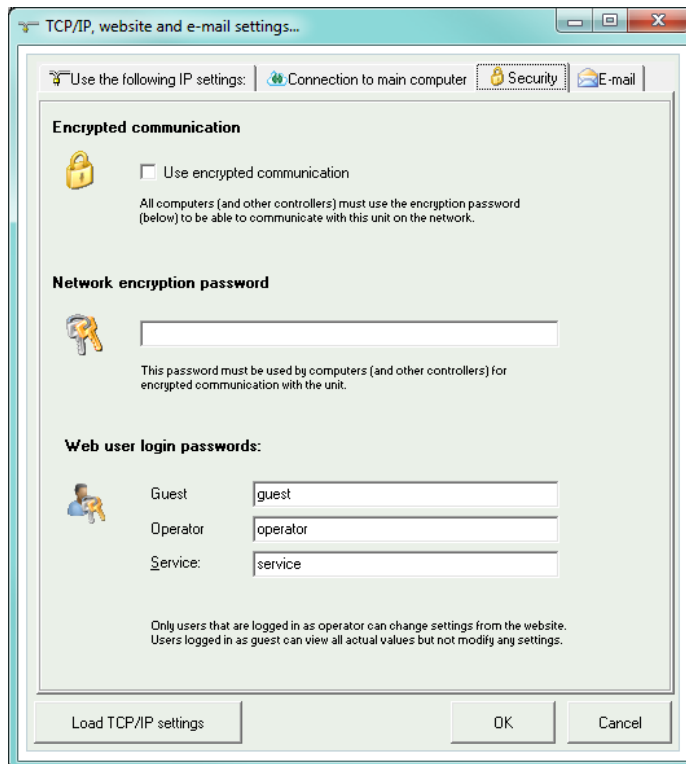 TCP/IP, website and e-mail settings...
Use the following IP settings: Connection to main computer Security E-mail
Encrypted communication
Use encrypted communication
All computers (and other controllers) must use the encryption password
(below) to be able to communicate with this unit on the network.
Network encryption password
This password must be used by computers (and other controllers) for
encrypted communication with the unit.
Web user login passwords:
Guest guest
Operator operator
Service: service
Only users that are logged in as operator can change settings from the website.
Users logged in as guest can view all actual values but not modify any settings.
Load TCP/IP settings OK Cancel